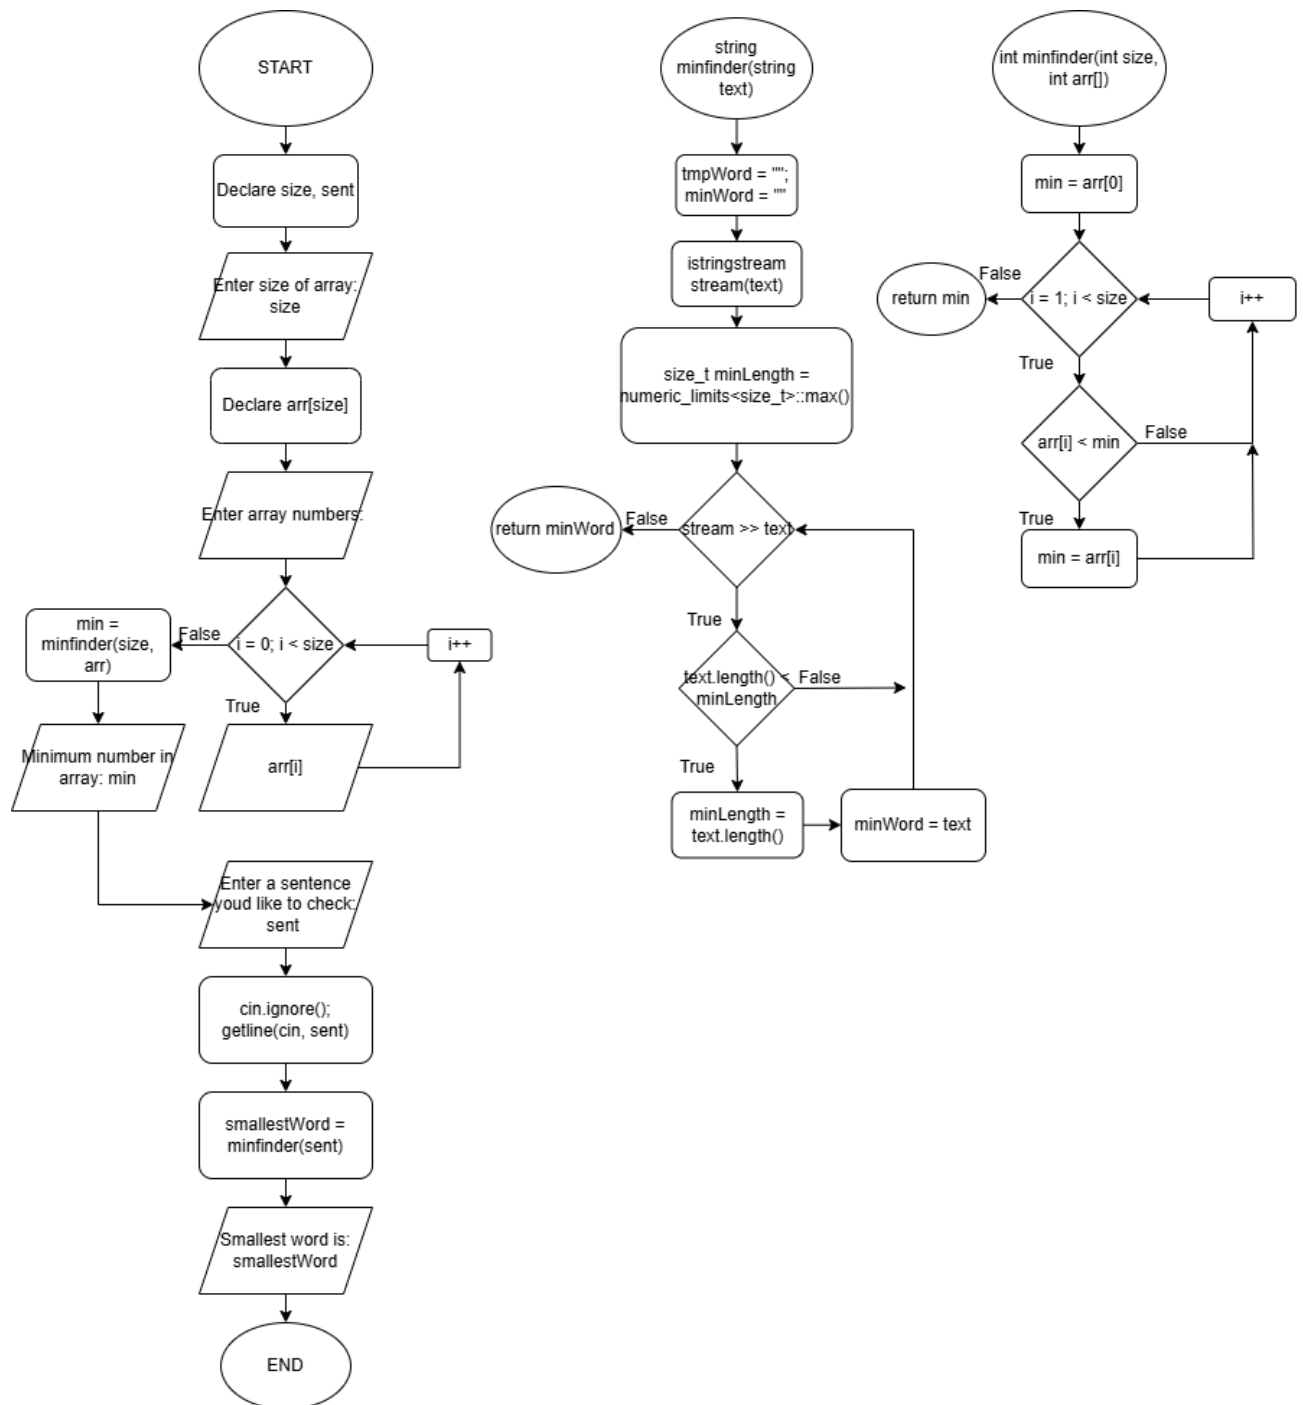 START
Declare size, sent
Enter size of array:
size
Declare arr[size]
Enter array numbers:
i = 0; i < size
False
True
i++
arr[i]
min =
minfinder(size,
arr)
Minimum number in
array: min
Enter a sentence
youd like to check:
sent
cin.ignore();
getline(cin, sent)
smallestWord =
minfinder(sent)
Smallest word is:
smallestWord
END
string
minfinder(string
text)
tmpWord = "";
minWord = ""
istringstream
stream(text)
size_t minLength =
numeric_limits<size_t>::max()
stream >> text
False
return minWord
True
text.length() <
minLength
False
True
minLength =
text.length()
minWord = text
int minfinder(int size,
int arr[])
min = arr[0]
i = 1; i < size
False
return min
i++
True
arr[i] < min
False
True
min = arr[i]